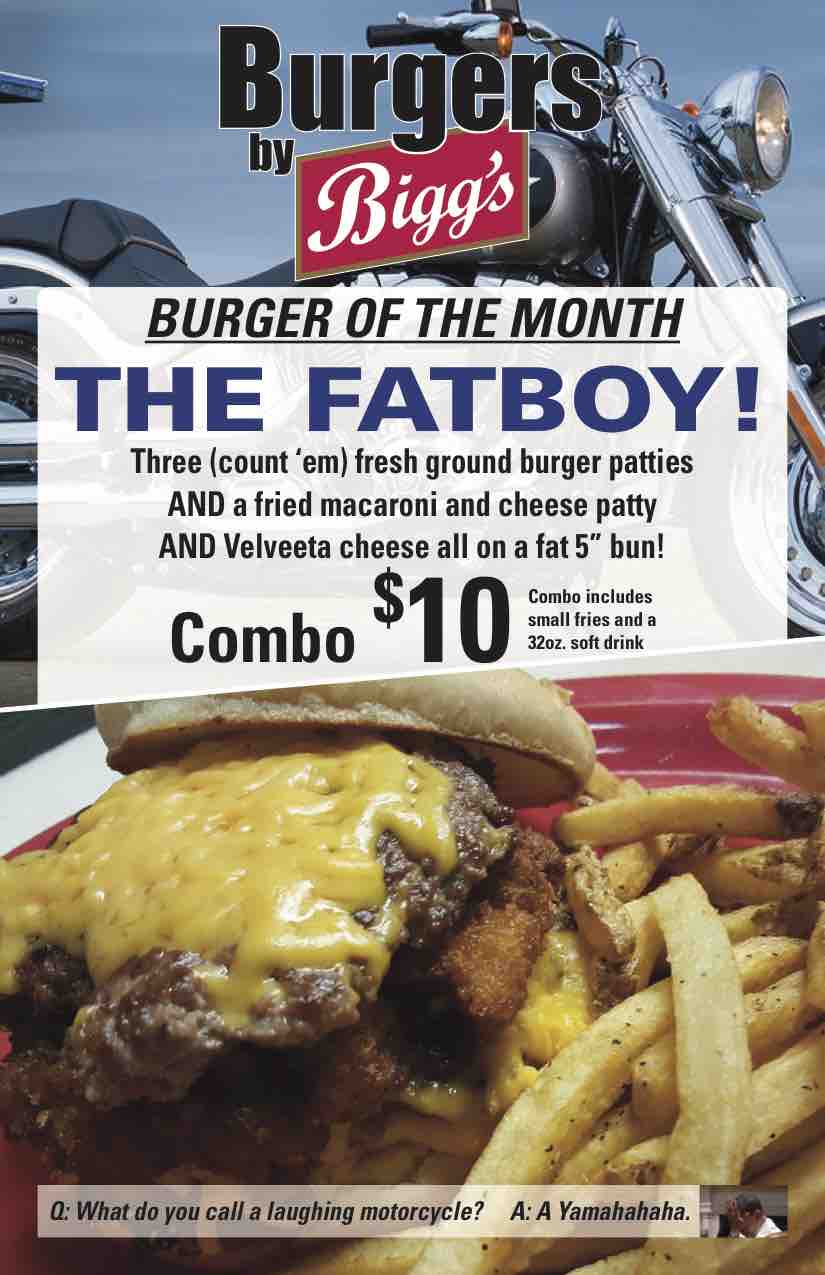 Burgers
by Bigg's
BURGER OF THE MONTH
THE FATBOY!
Three (count ‘em) fresh ground burger patties
AND a fried macaroni and cheese patty
AND Velveeta cheese all on a fat 5” bun!
Combo $10
Combo includes
small fries and a
32oz. soft drink
Q: What do you call a laughing motorcycle? A: A Yamahahaha.